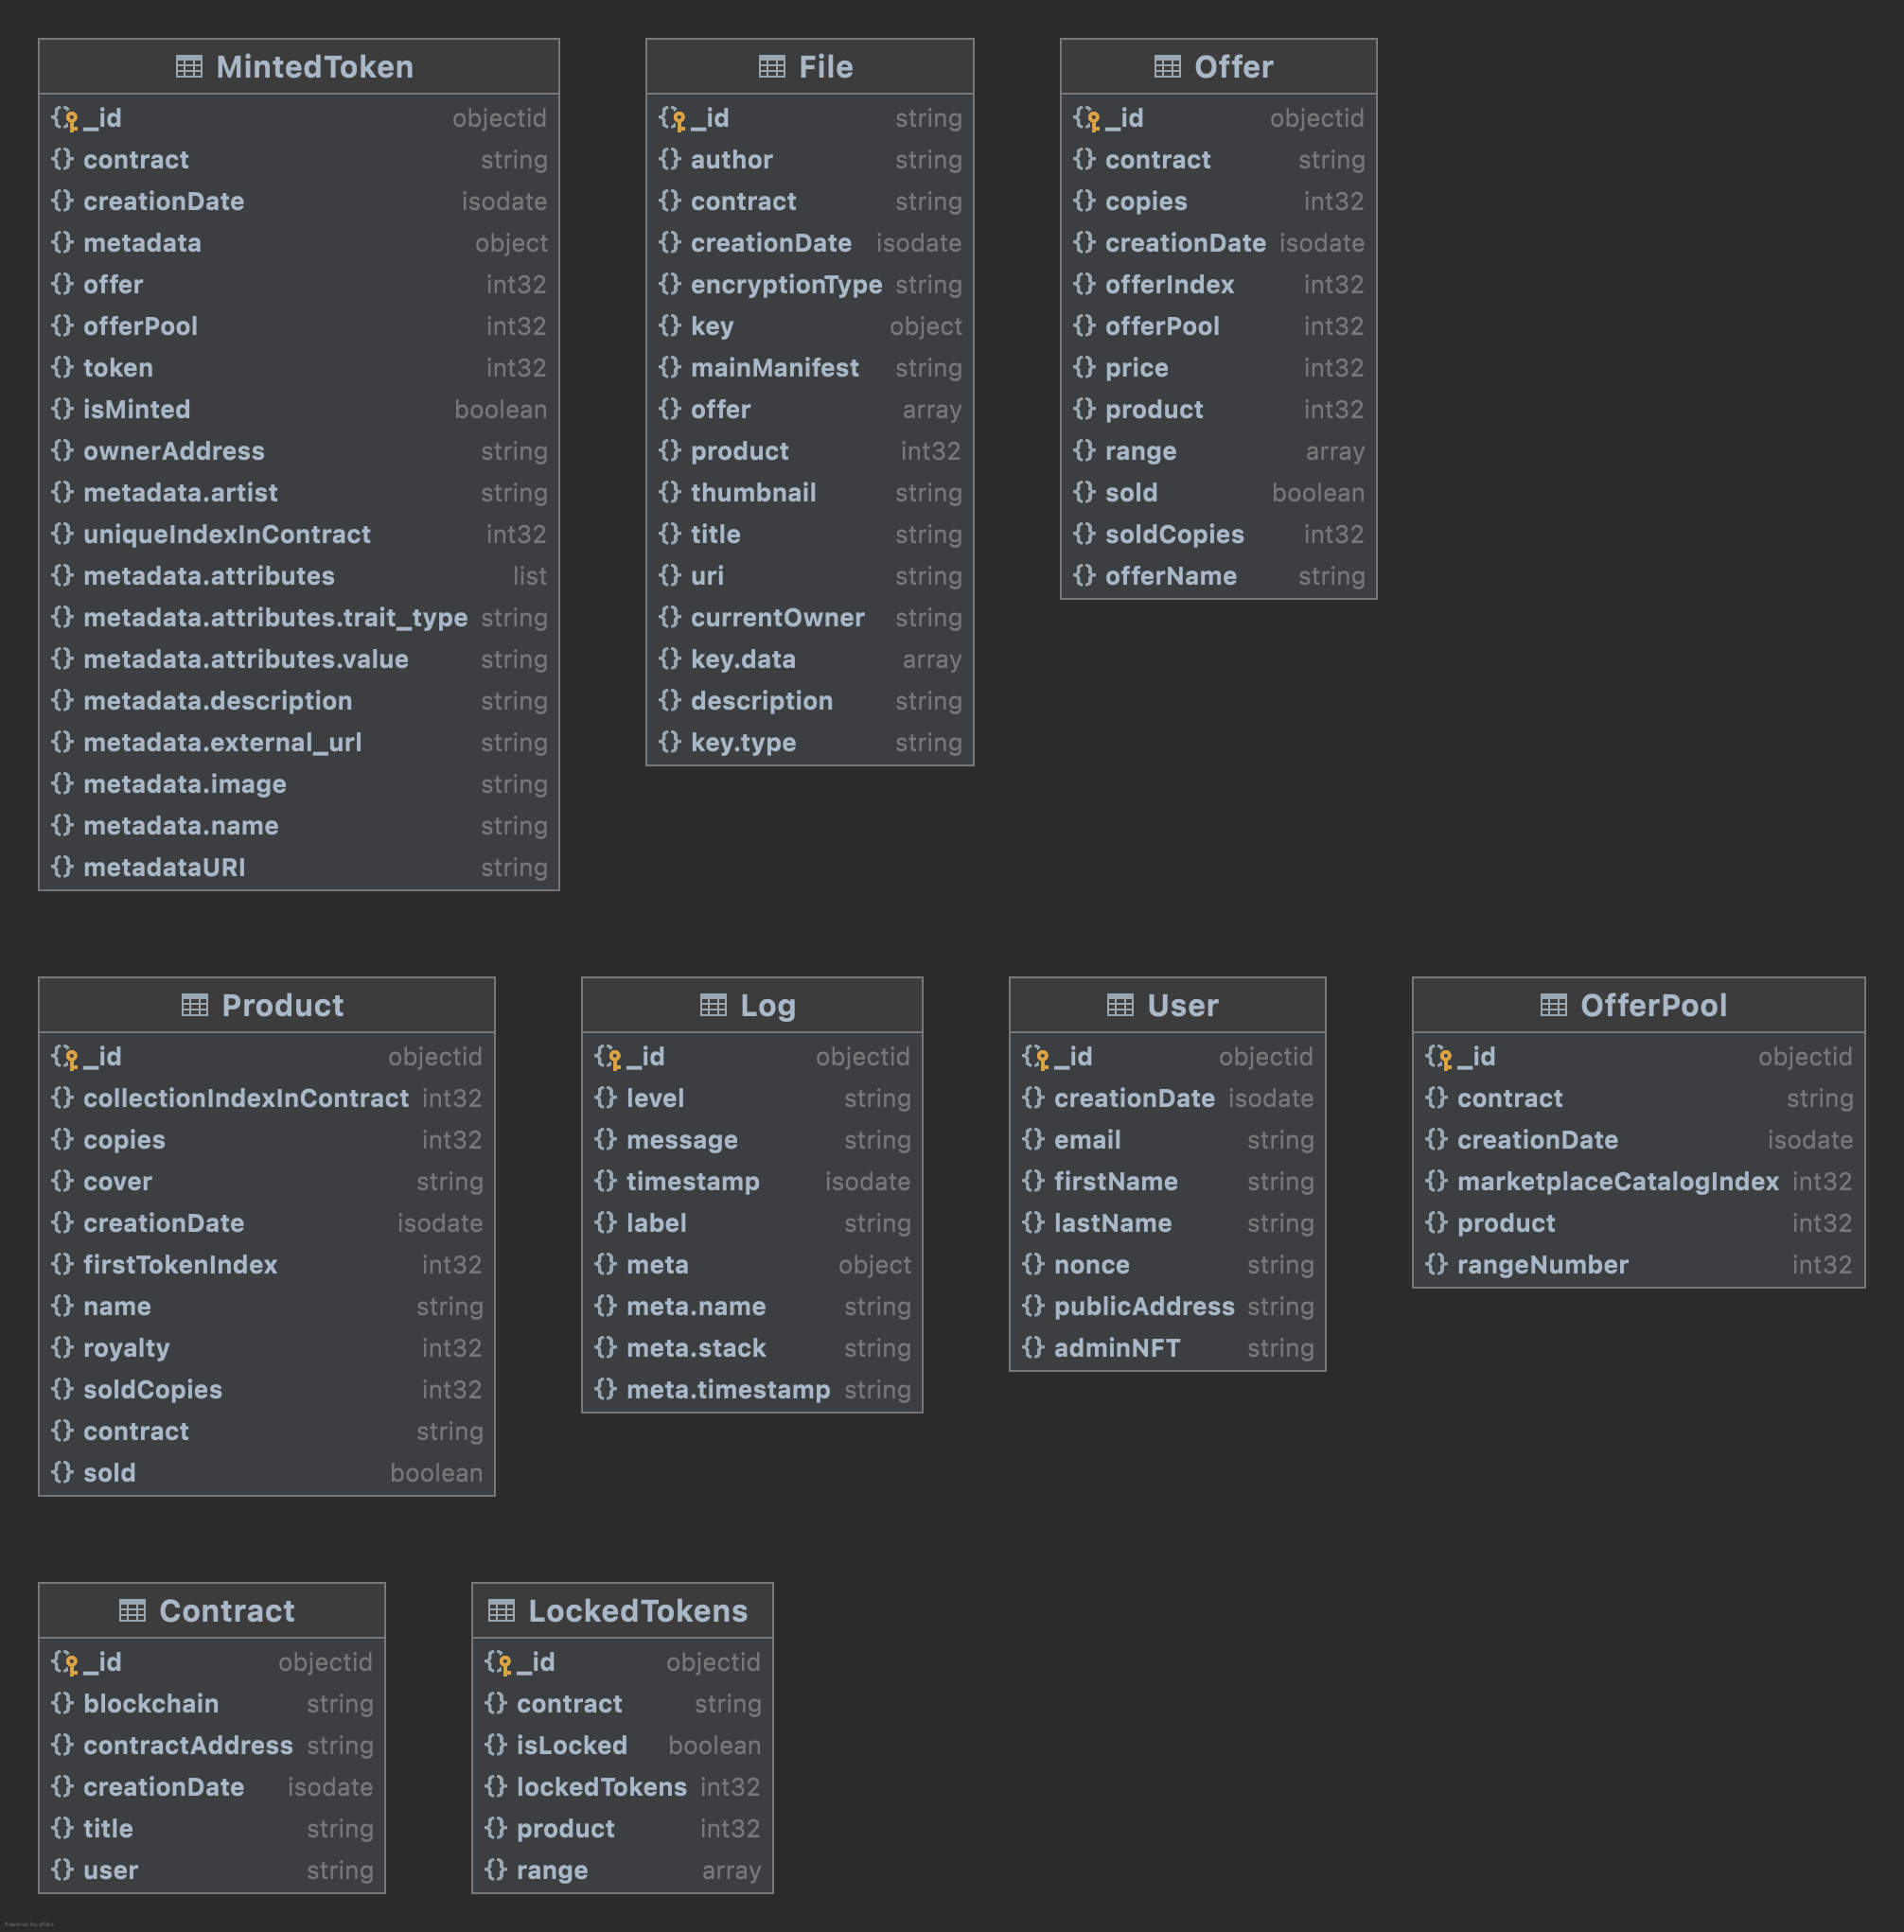 MintedToken
_id objectid
contract string
creationDate isodate
metadata object
offer int32
offerPool int32
token int32
isMinted boolean
ownerAddress string
metadata.artist string
uniqueIndexInContract int32
metadata.attributes list
metadata.attributes.trait_type string
metadata.attributes.value string
metadata.description string
metadata.external_url string
metadata.image string
metadata.name string
metadataURI string
File
_id string
author string
contract string
creationDate isodate
encryptionType string
key object
mainManifest string
offer array
product int32
thumbnail string
title string
uri string
currentOwner string
key.data array
description string
key.type string
Offer
_id objectid
contract string
copies int32
creationDate isodate
offerIndex int32
offerPool int32
price int32
product int32
range array
sold boolean
soldCopies int32
offerName string
Product
_id objectid
collectionIndexInContract int32
copies int32
cover string
creationDate isodate
firstTokenIndex int32
name string
royalty int32
soldCopies int32
contract string
sold boolean
Log
_id objectid
level string
message string
timestamp isodate
label string
meta object
meta.name string
meta.stack string
meta.timestamp string
User
_id objectid
creationDate isodate
email string
firstName string
lastName string
nonce string
publicAddress string
adminNFT string
OfferPool
_id objectid
contract string
creationDate isodate
marketplaceCatalogIndex int32
product int32
rangeNumber int32
Contract
_id objectid
blockchain string
contractAddress string
creationDate isodate
title string
user string
LockedTokens
_id objectid
contract string
isLocked boolean
lockedTokens int32
product int32
range array
Powered by yFiles